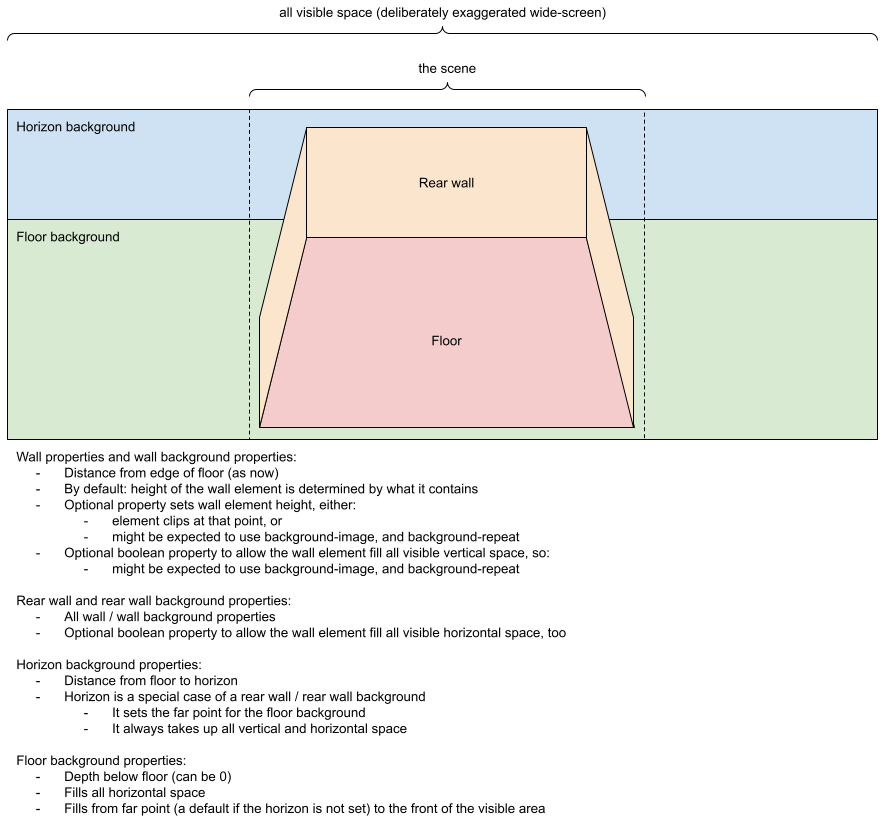 all visible space (deliberately exaggerated wide-screen)
the scene
Horizon background
Rear wall
Floor background
Floor
Wall properties and wall background properties:
- Distance from edge of floor (as now)
- By default: height of the wall element is determined by what it contains
- Optional property sets wall element height, either:
- element clips at that point, or
- might be expected to use background-image, and background-repeat
- Optional boolean property to allow the wall element fill all visible vertical space, so:
- might be expected to use background-image, and background-repeat
Rear wall and rear wall background properties:
- All wall / wall background properties
- Optional boolean property to allow the wall element fill all visible horizontal space, too
Horizon background properties:
- Distance from floor to horizon
- Horizon is a special case of a rear wall / rear wall background
- It sets the far point for the floor background
- It always takes up all vertical and horizontal space
Floor background properties:
- Depth below floor (can be 0)
- Fills all horizontal space
- Fills from far point (a default if the horizon is not set) to the front of the visible area